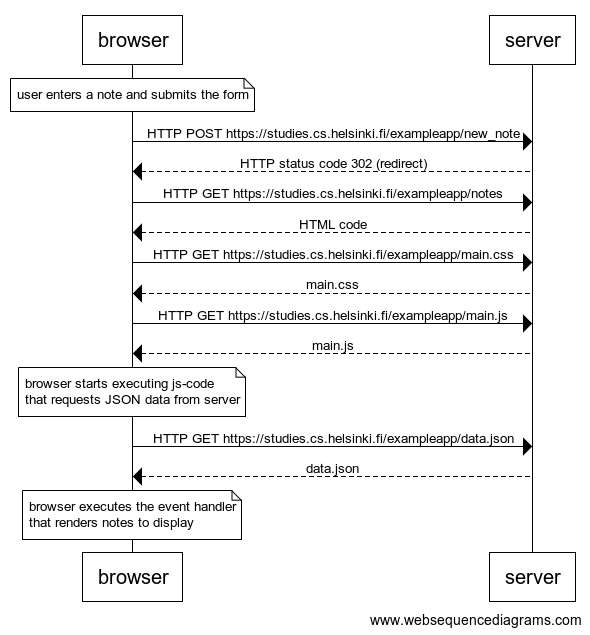 browser
server
user enters a note and submits the form
HTTP POST https://studies.cs.helsinki.fi/exampleapp/new_note
HTTP status code 302 (redirect)
HTTP GET https://studies.cs.helsinki.fi/exampleapp/notes
HTML code
HTTP GET https://studies.cs.helsinki.fi/exampleapp/main.css
main.css
HTTP GET https://studies.cs.helsinki.fi/exampleapp/main.js
main.js
browser starts executing js-code
that requests JSON data from server
HTTP GET https://studies.cs.helsinki.fi/exampleapp/data.json
data.json
browser executes the event handler
that renders notes to display
browser
server
www.websequencediagrams.com